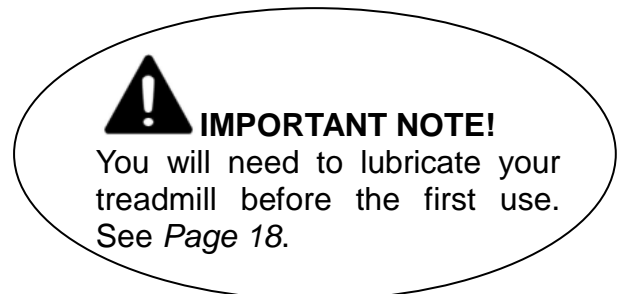 IMPORTANT NOTE!
You will need to lubricate your
treadmill before the first use.
See Page 18.